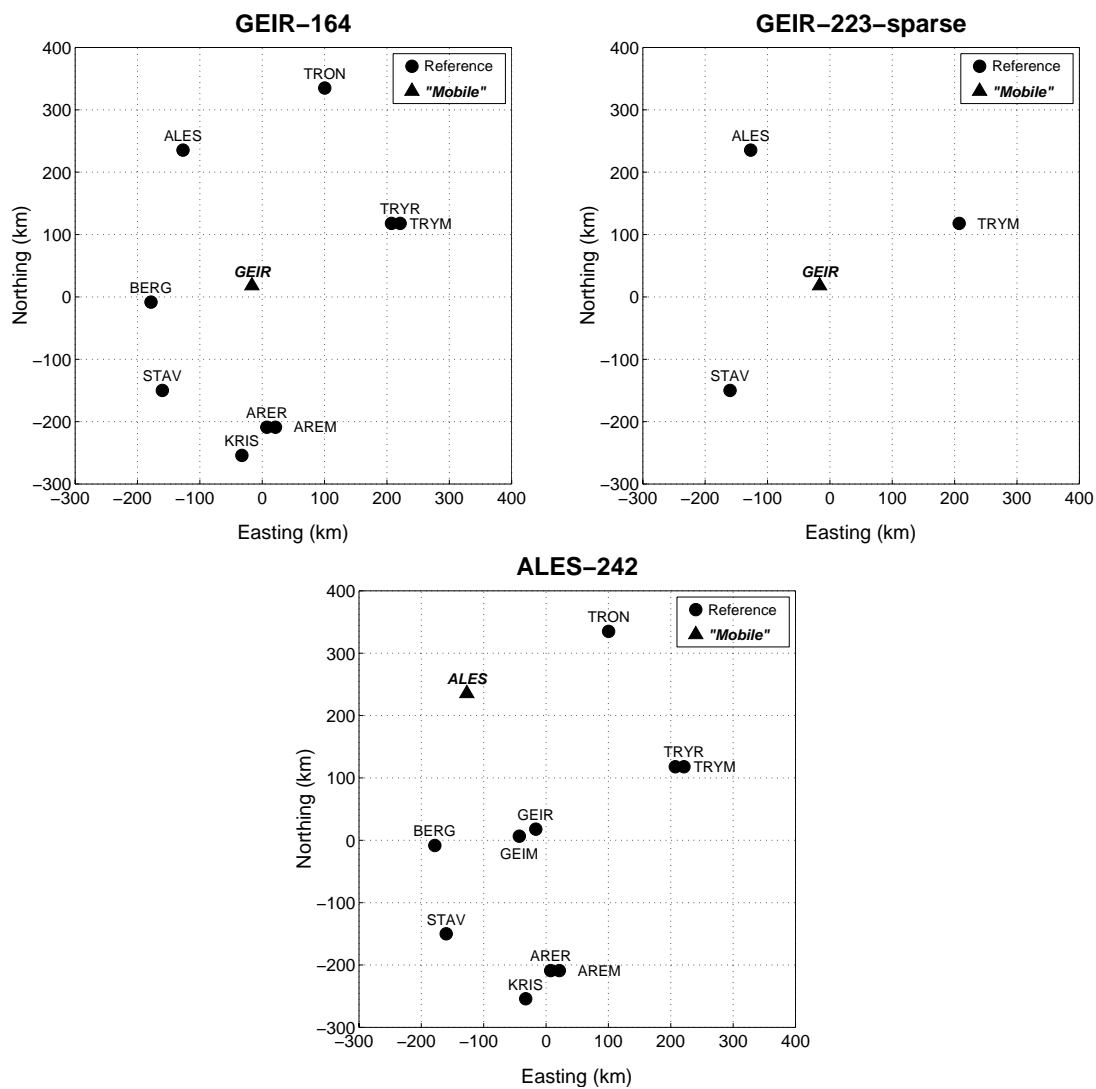 GEIR−164
400
300
200
100
0
−100
−200
−300
−300
−200
−100
0
100
200
300
400
Northing (km)
Easting (km)
Reference
"Mobile"
TRON
ALES
TRYR
TRYM
GEIR
BERG
STAV
ARER
AREM
KRIS
GEIR−223−sparse
400
300
200
100
0
−100
−200
−300
−300
−200
−100
0
100
200
300
400
Northing (km)
Easting (km)
Reference
"Mobile"
ALES
TRYM
GEIR
STAV
ALES−242
400
300
200
100
0
−100
−200
−300
−300
−200
−100
0
100
200
300
400
Northing (km)
Easting (km)
Reference
"Mobile"
TRON
ALES
TRYR
TRYM
GEIR
BERG
GEIM
STAV
ARER
AREM
KRIS